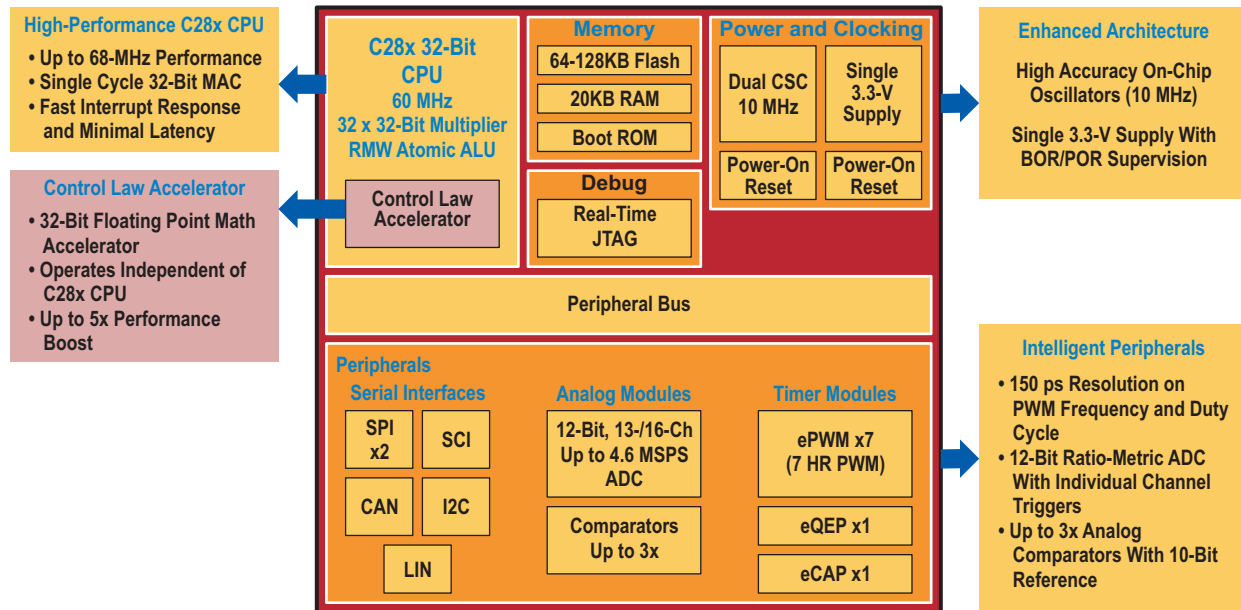 High-Performance C28x CPU
• Up to 68-MHz Performance
• Single Cycle 32-Bit MAC
• Fast Interrupt Response
and Minimal Latency
Control Law Accelerator
• 32-Bit Floating Point Math
Accelerator
• Operates Independent of
C28x CPU
• Up to 5x Performance
Boost
C28x 32-Bit
CPU
60 MHz
32 x 32-Bit Multiplier
RMW Atomic ALU
Control Law
Accelerator
Memory
64-128KB Flash
20KB RAM
Boot ROM
Debug
Real-Time
JTAG
Power and Clocking
Dual CSC
10 MHz
Single
3.3-V
Supply
Power-On
Reset
Power-On
Reset
Peripheral Bus
Peripherals
Serial Interfaces
SPI
x2
SCI
CAN
I2C
LIN
Analog Modules
12-Bit, 13-/16-Ch
Up to 4.6 MSPS
ADC
Comparators
Up to 3x
Timer Modules
ePWM x7
(7 HR PWM)
eQEP x1
eCAP x1
Enhanced Architecture
High Accuracy On-Chip
Oscillators (10 MHz)
Single 3.3-V Supply With
BOR/POR Supervision
Intelligent Peripherals
• 150 ps Resolution on
PWM Frequency and Duty
Cycle
• 12-Bit Ratio-Metric ADC
With Individual Channel
Triggers
• Up to 3x Analog
Comparators With 10-Bit
Reference